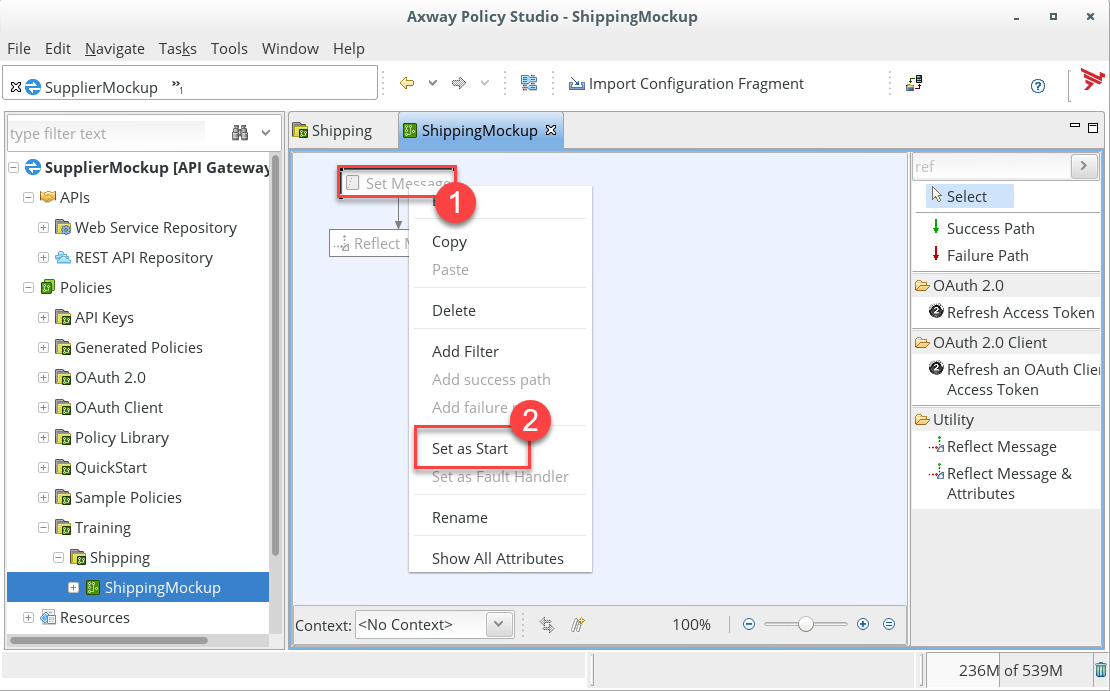 Axway Policy Studio - ShippingMockup
File Edit Navigate Tasks Tools Window Help
SupplierMockup »1
Import Configuration Fragment
type filter text
SupplierMockup [API Gateway
APIs
Web Service Repository
REST API Repository
Policies
API Keys
Generated Policies
OAuth 2.0
OAuth Client
Policy Library
QuickStart
Sample Policies
Training
Shipping
ShippingMockup
Resources
Shipping
ShippingMockup
Set Message
1
Reflect M
Copy
Paste
Delete
Add Filter
Add success path
Add failure
2
Set as Start
Set as Fault Handler
Rename
Show All Attributes
Context: <No Context>
100%
ref
Select
Success Path
Failure Path
OAuth 2.0
Refresh Access Token
OAuth 2.0 Client
Refresh an OAuth Clie
Access Token
Utility
Reflect Message
Reflect Message &
Attributes
236M of 539M